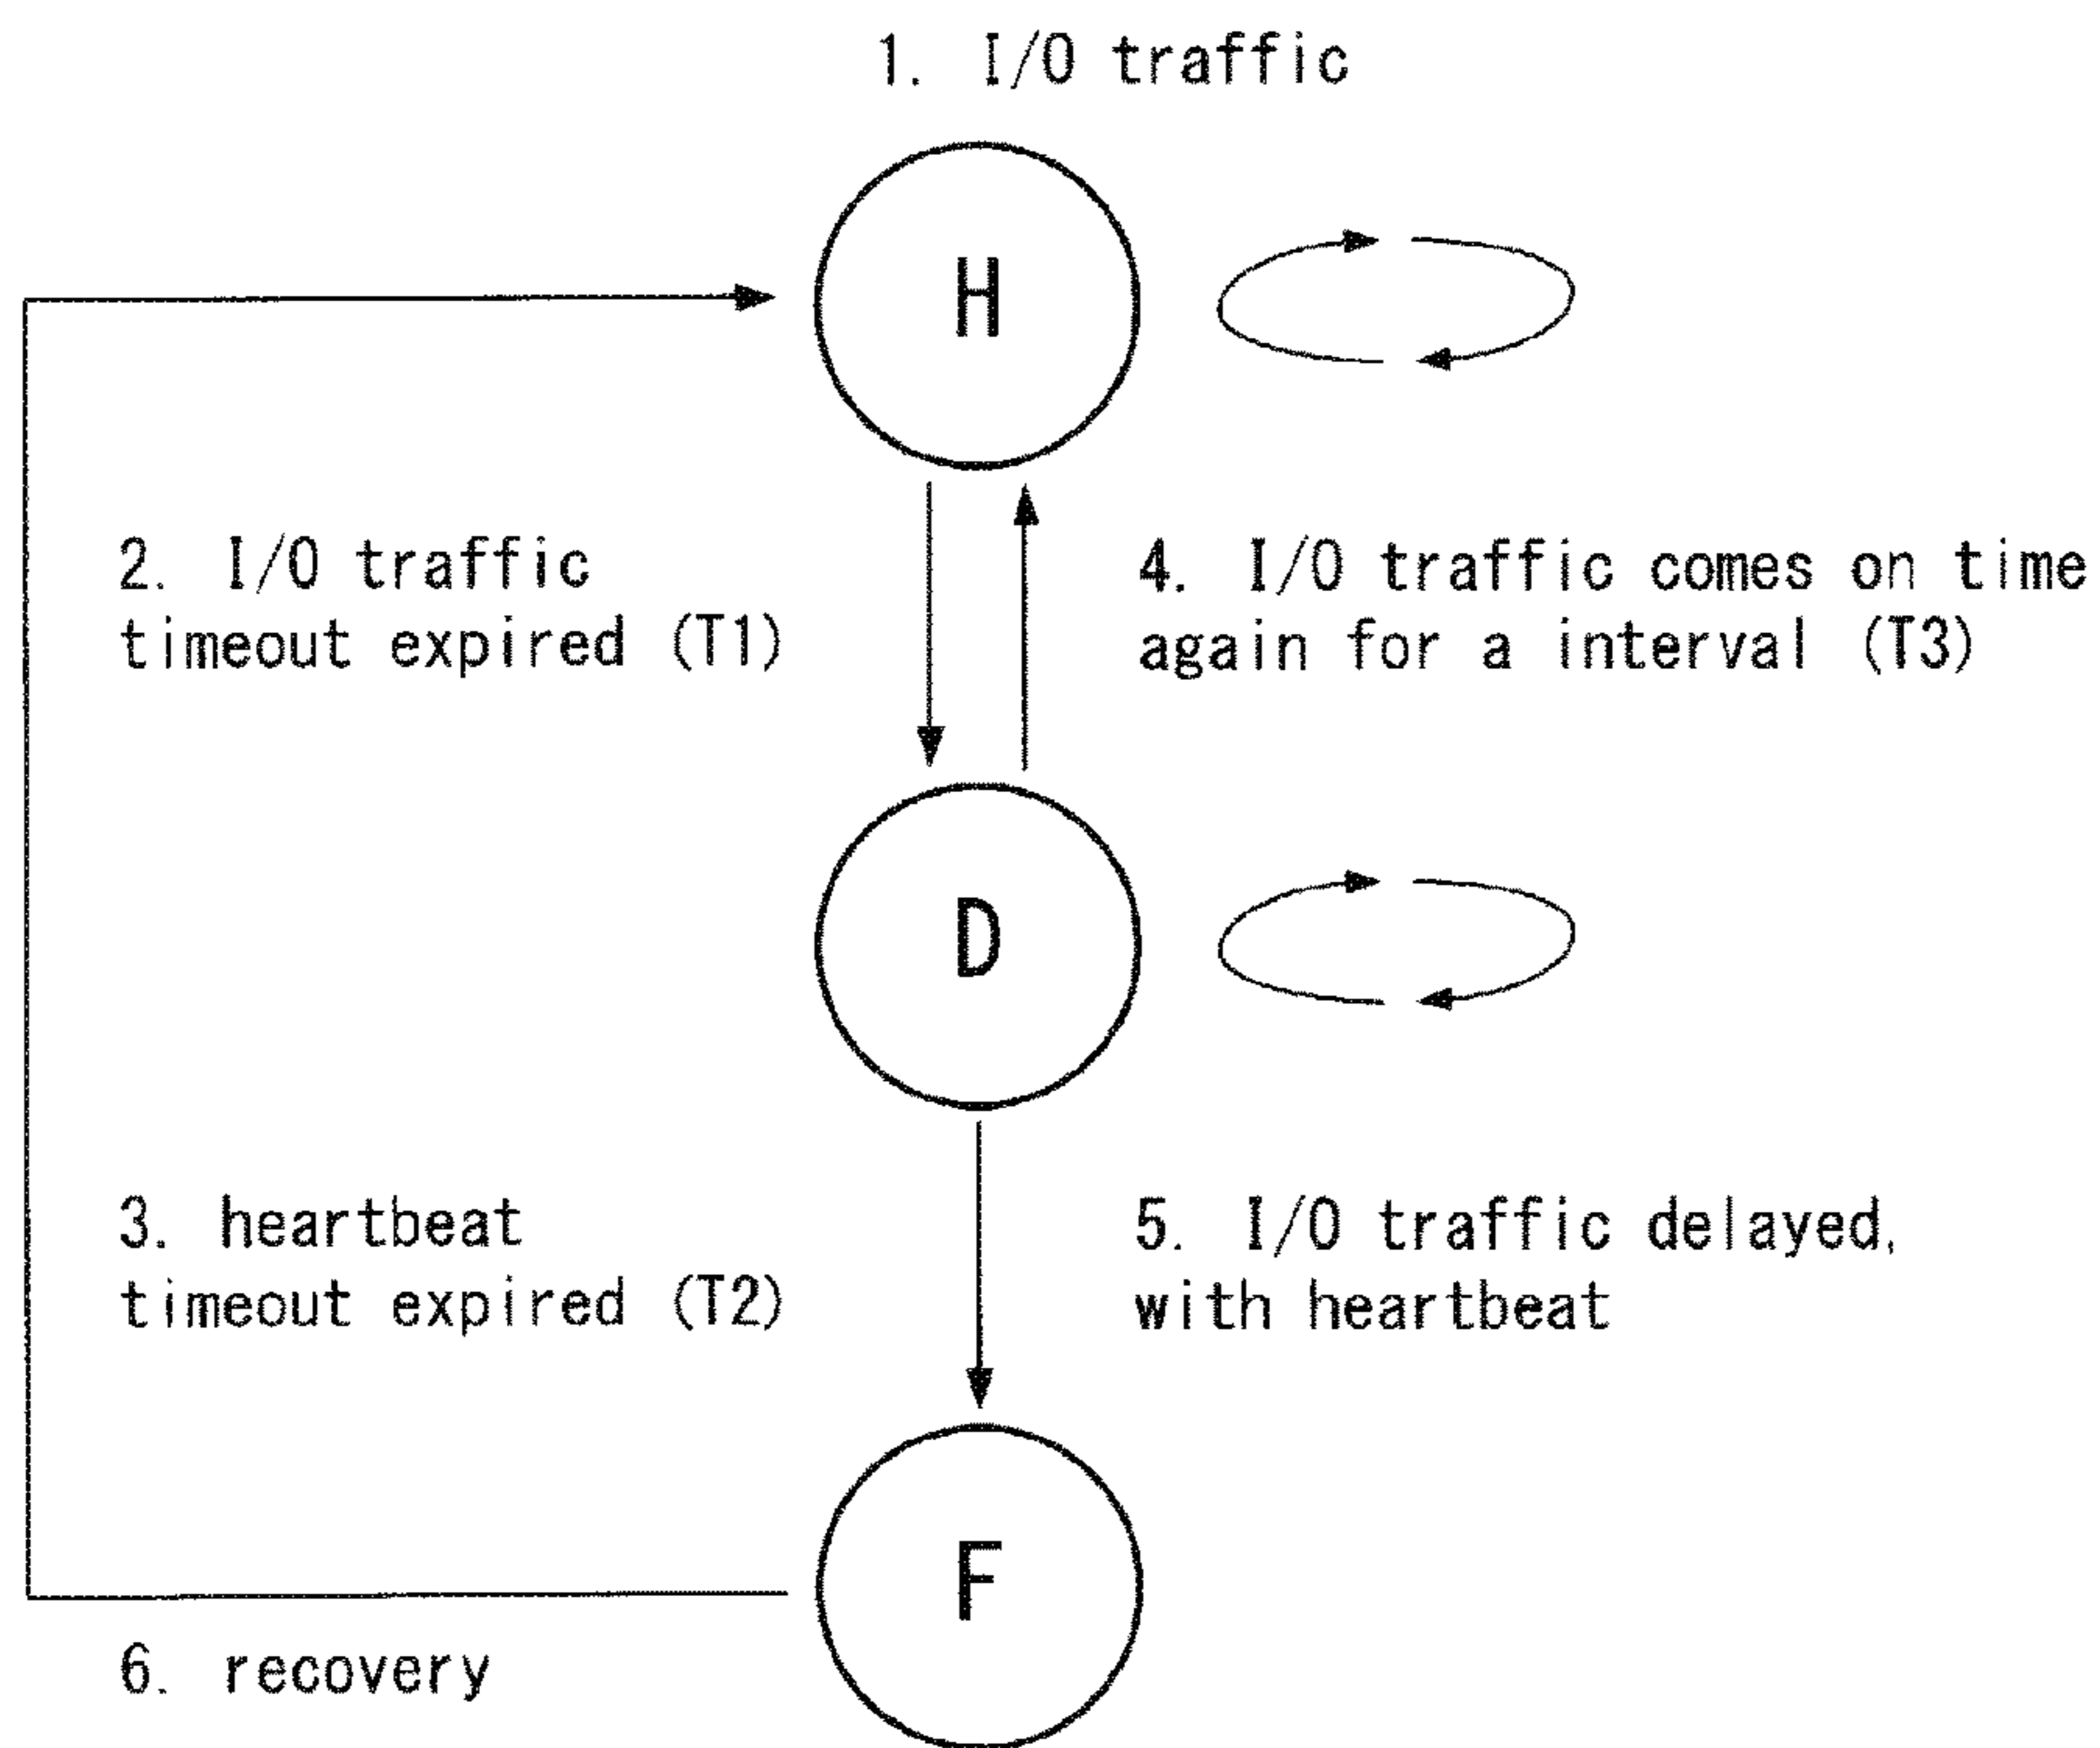 1. I/O traffic
H
2. I/O traffic
timeout expired (T1)
4. I/O traffic comes on time
again for a interval (T3)
D
3. heartbeat
timeout expired (T2)
5. I/O traffic delayed,
with heartbeat
F
6. recovery